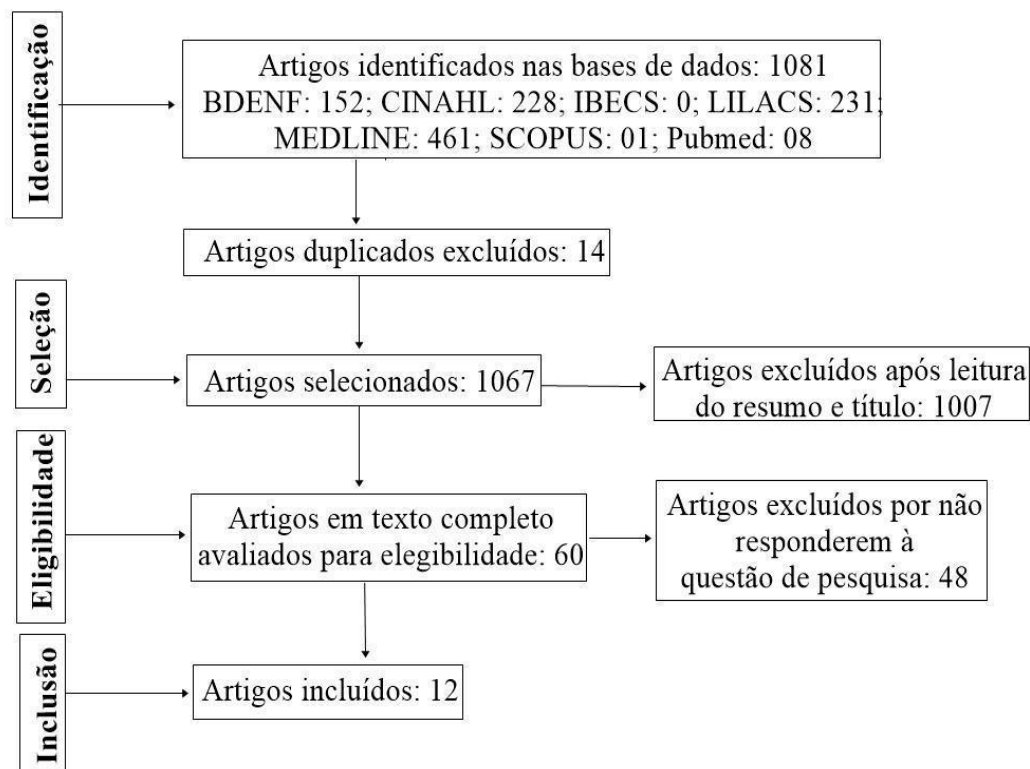 Identificação
Artigos identificados nas bases de dados: 1081
BDENF: 152; CINAHL: 228; IBECS: 0; LILACS: 231;
MEDLINE: 461; SCOPUS: 01; Pubmed: 08
Artigos duplicados excluídos: 14
Seleção
Artigos selecionados: 1067
Artigos excluídos após leitura
do resumo e título: 1007
Eligibilidade
Artigos em texto completo
avaliados para elegibilidade: 60
Artigos excluídos por não
responderem à
questão de pesquisa: 48
Inclusão
Artigos incluídos: 12